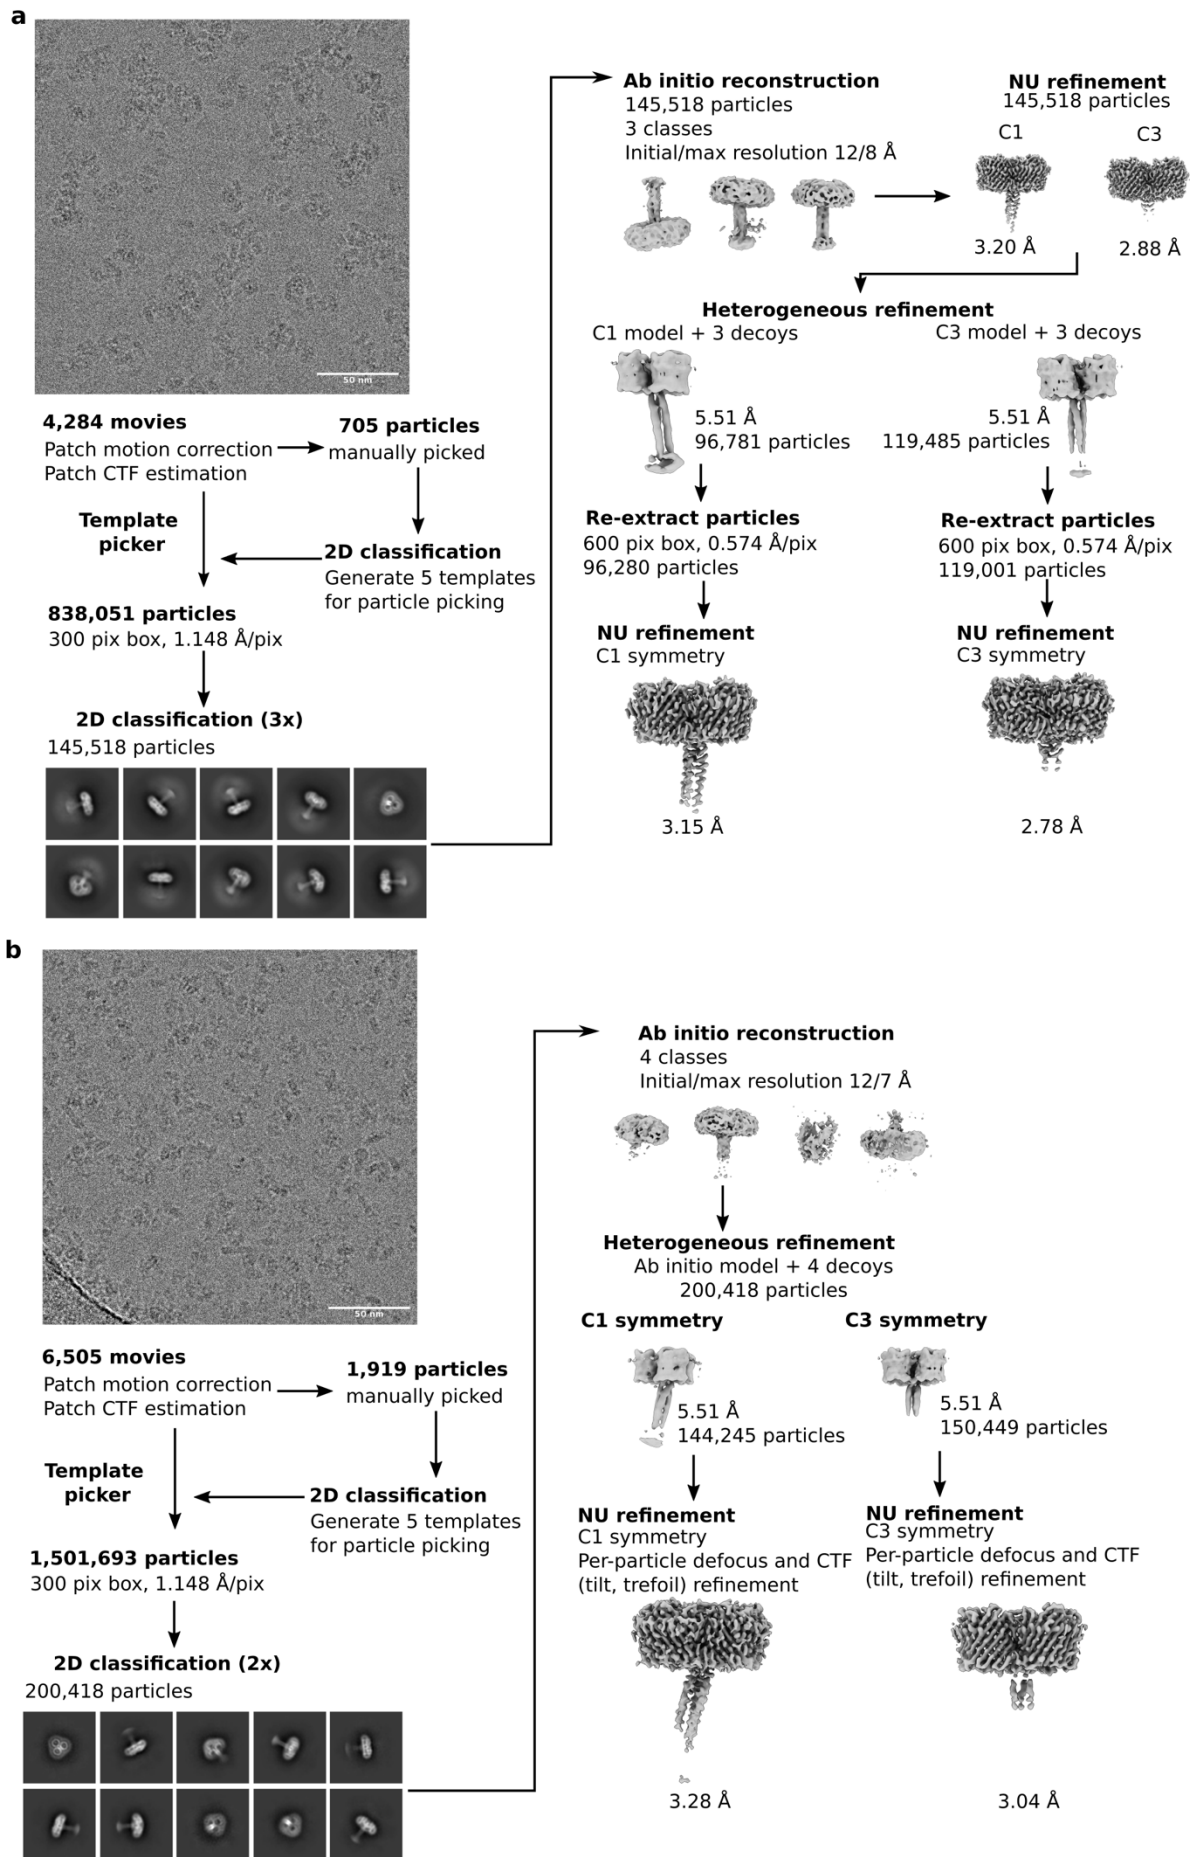 a
50 nm
4,284 movies
Patch motion correction
Patch CTF estimation
705 particles
manually picked
Template
picker
2D classification
Generate 5 templates
for particle picking
838,051 particles
300 pix box, 1.148 Å/pix
2D classification (3x)
145,518 particles
Ab initio reconstruction
145,518 particles
3 classes
Initial/max resolution 12/8 Å
NU refinement
145,518 particles
C1
C3
3.20 Å
2.88 Å
Heterogeneous refinement
C1 model + 3 decoys
C3 model + 3 decoys
5.51 Å
96,781 particles
5.51 Å
119,485 particles
Re-extract particles
600 pix box, 0.574 Å/pix
96,280 particles
Re-extract particles
600 pix box, 0.574 Å/pix
119,001 particles
NU refinement
C1 symmetry
NU refinement
C3 symmetry
3.15 Å
2.78 Å
b
50 nm
6,505 movies
Patch motion correction
Patch CTF estimation
1,919 particles
manually picked
Template
picker
2D classification
Generate 5 templates
for particle picking
1,501,693 particles
300 pix box, 1.148 Å/pix
2D classification (2x)
200,418 particles
Ab initio reconstruction
4 classes
Initial/max resolution 12/7 Å
Heterogeneous refinement
Ab initio model + 4 decoys
200,418 particles
C1 symmetry
C3 symmetry
5.51 Å
144,245 particles
5.51 Å
150,449 particles
NU refinement
C1 symmetry
Per-particle defocus and CTF
(tilt, trefoil) refinement
NU refinement
C3 symmetry
Per-particle defocus and CTF
(tilt, trefoil) refinement
3.28 Å
3.04 Å